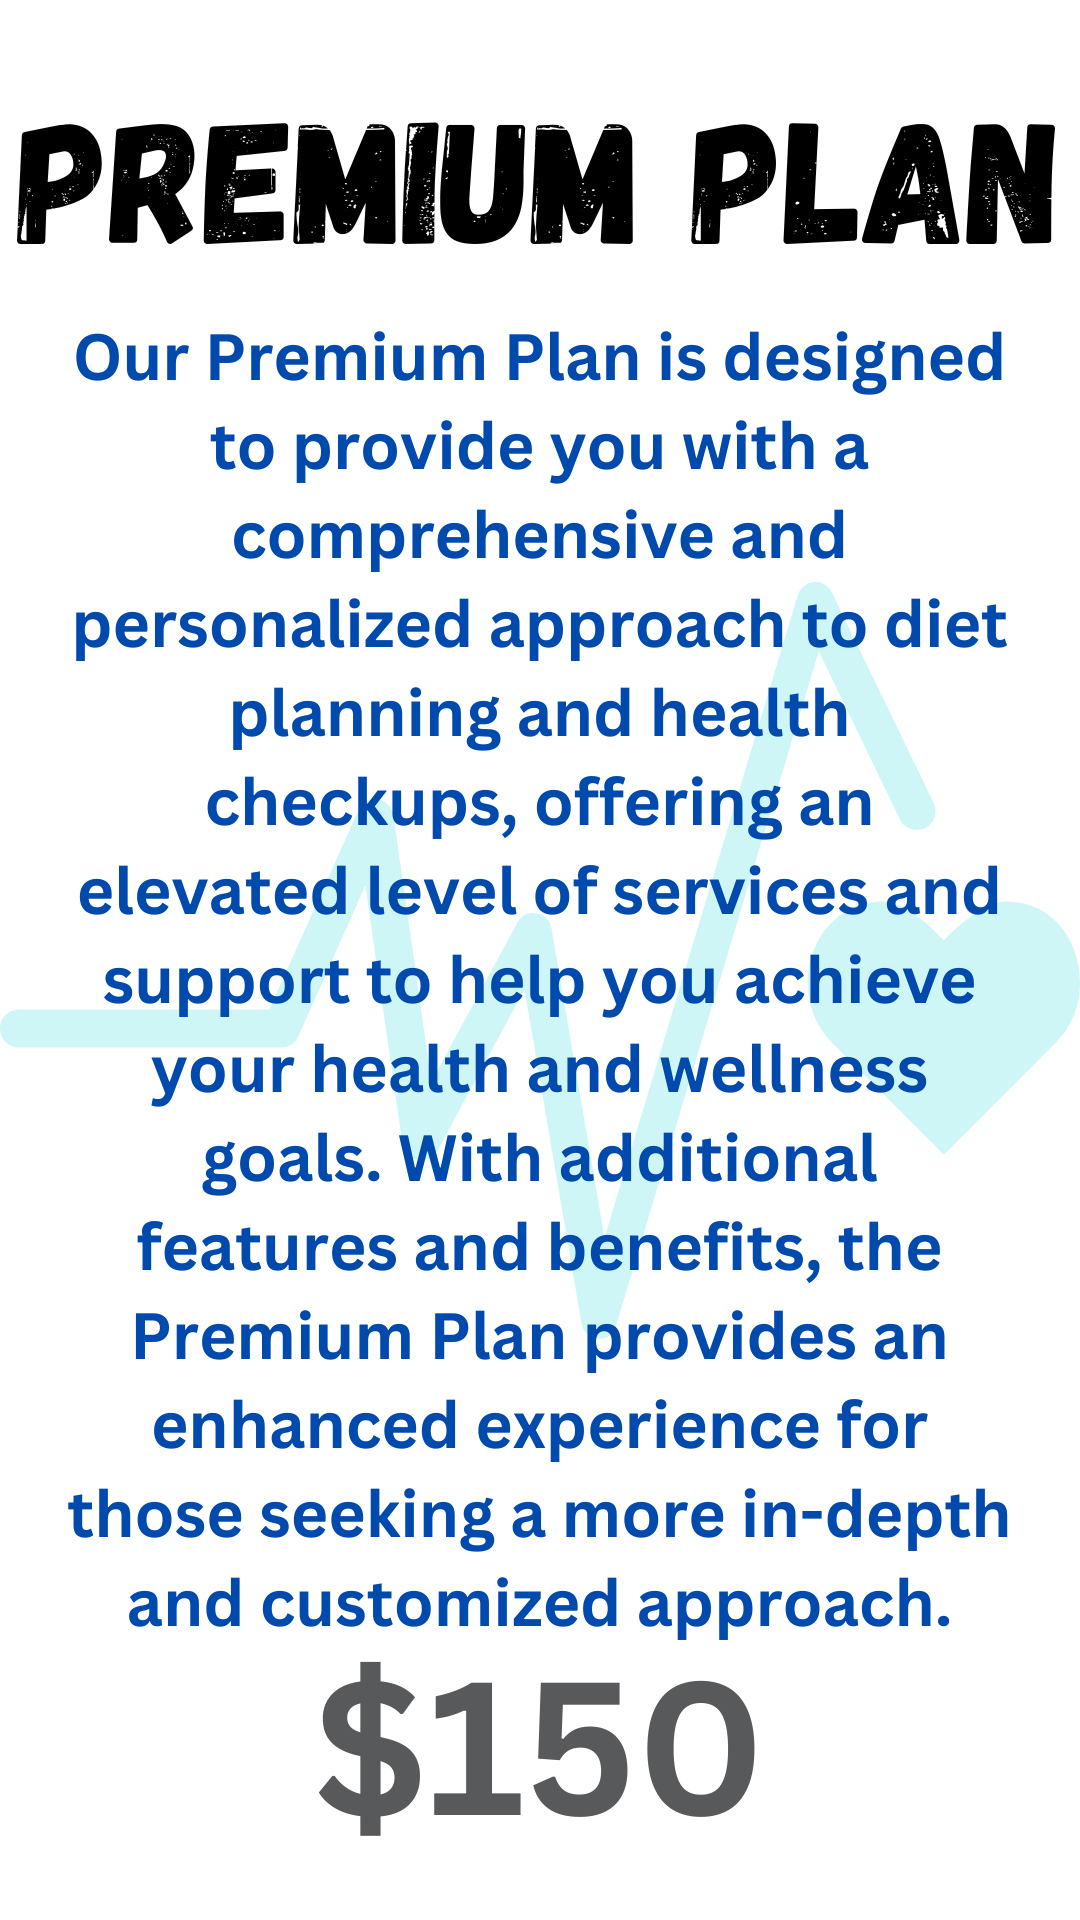 PREMIUM PLAN
Our Premium Plan is designed
to provide you with a
comprehensive and
personalized approach to diet
planning and health
checkups, offering an
elevated level of services and
support to help you achieve
your health and wellness
goals. With additional
features and benefits, the
Premium Plan provides an
enhanced experience for
those seeking a more in-depth
and customized approach.
$150